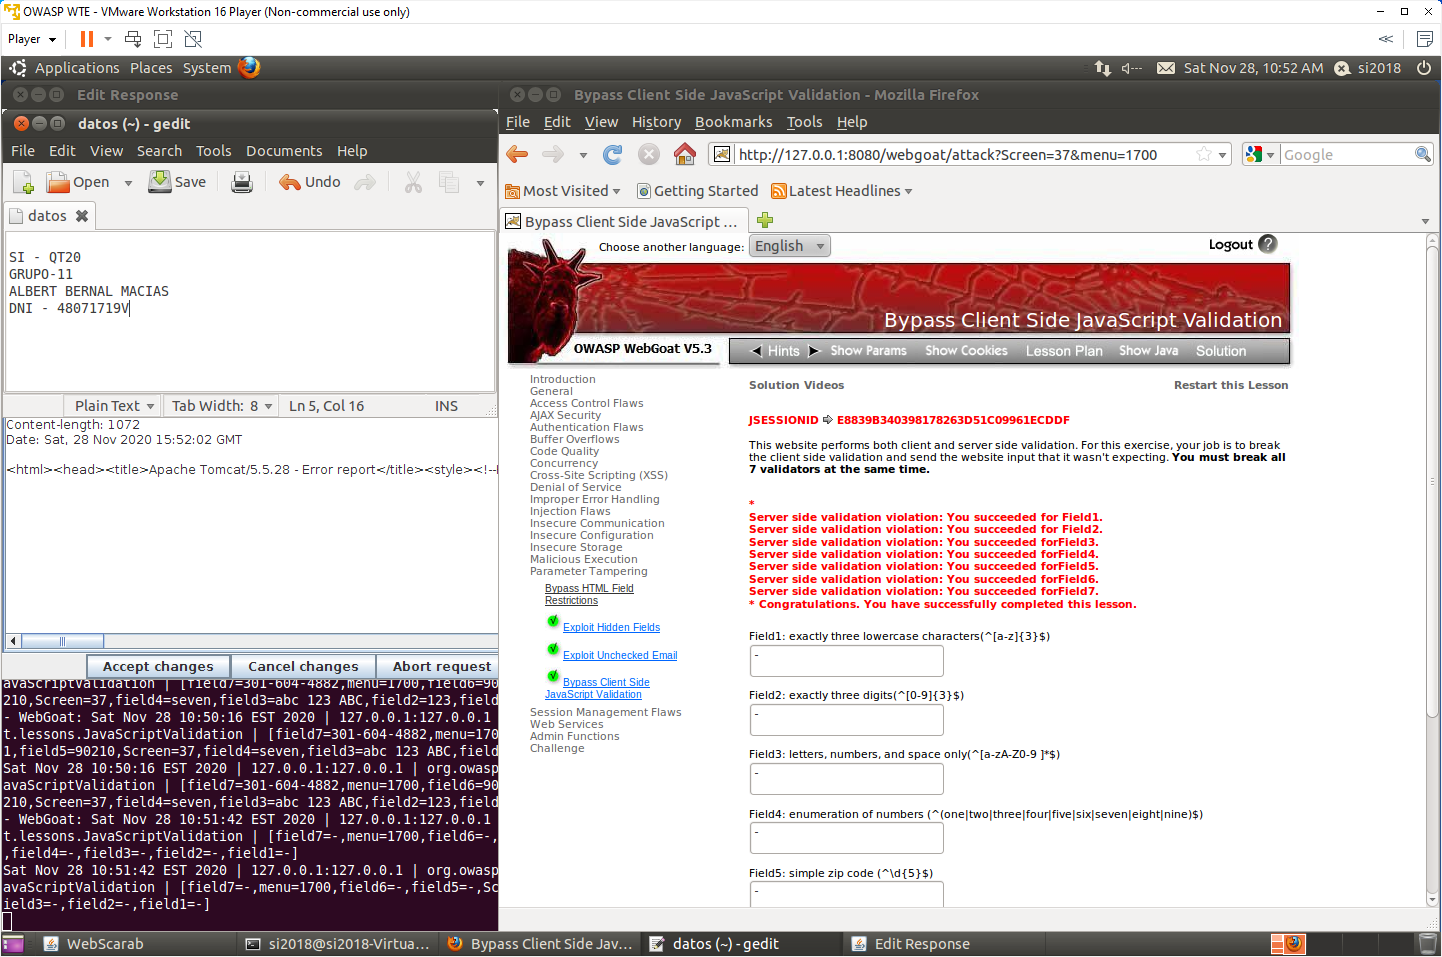 OWASP WTE - VMware Workstation 16 Player (Non-commercial use only)
Player
Applications Places System
Sat Nov 28, 10:52 AM
si2018
Edit Response
datos (~) - gedit
File Edit View Search Tools Documents Help
Open Save Undo
datos
SI - QT20
GRUPO-11
ALBERT BERNAL MACIAS
DNI - 48071719V
Plain Text Tab Width: 8 Ln 5, Col 16 INS
Content-length: 1072
Date: Sat, 28 Nov 2020 15:52:02 GMT
<html><head><title>Apache Tomcat/5.5.28 - Error report</title><style><!--
Accept changes Cancel changes Abort request
avaScriptValidation | [field7=301-604-4882,menu=1700,field6=90
210,Screen=37,field4=seven,field3=abc 123 ABC,field2=123,field
- WebGoat: Sat Nov 28 10:50:16 EST 2020 | 127.0.0.1:127.0.0.1
t.lessons.JavaScriptValidation | [field7=301-604-4882,menu=170
1,field5=90210,Screen=37,field4=seven,field3=abc 123 ABC,field
Sat Nov 28 10:50:16 EST 2020 | 127.0.0.1:127.0.0.1 | org.owasp
avaScriptValidation | [field7=301-604-4882,menu=1700,field6=90
210,Screen=37,field4=seven,field3=abc 123 ABC,field2=123,field
- WebGoat: Sat Nov 28 10:51:42 EST 2020 | 127.0.0.1:127.0.0.1
t.lessons.JavaScriptValidation | [field7=-,menu=1700,field6=-,
,field4=-,field3=-,field2=-,field1=-]
Sat Nov 28 10:51:42 EST 2020 | 127.0.0.1:127.0.0.1 | org.owasp
avaScriptValidation | [field7=-,menu=1700,field6=-,field5=-,Sc
ield3=-,field2=-,field1=-]
Bypass Client Side JavaScript Validation - Mozilla Firefox
File Edit View History Bookmarks Tools Help
http://127.0.0.1:8080/webgoat/attack?Screen=37&menu=1700
Google
Most Visited Getting Started Latest Headlines
Bypass Client Side JavaScript ...
Choose another language: English
Logout ?
Bypass Client Side JavaScript Validation
OWASP WebGoat V5.3
Hints Show Params Show Cookies Lesson Plan Show Java Solution
Introduction
General
Access Control Flaws
AJAX Security
Authentication Flaws
Buffer Overflows
Code Quality
Concurrency
Cross-Site Scripting (XSS)
Denial of Service
Improper Error Handling
Injection Flaws
Insecure Communication
Insecure Configuration
Insecure Storage
Malicious Execution
Parameter Tampering
Bypass HTML Field
Restrictions
Exploit Hidden Fields
Exploit Unchecked Email
Bypass Client Side
JavaScript Validation
Session Management Flaws
Web Services
Admin Functions
Challenge
Solution Videos
Restart this Lesson
JSESSIONID E8839B340398178263D51C09961ECDDF
This website performs both client and server side validation. For this exercise, your job is to break
the client side validation and send the website input that it wasn't expecting. You must break all
7 validators at the same time.
*
Server side validation violation: You succeeded for Field1.
Server side validation violation: You succeeded for Field2.
Server side validation violation: You succeeded forField3.
Server side validation violation: You succeeded forField4.
Server side validation violation: You succeeded forField5.
Server side validation violation: You succeeded forField6.
Server side validation violation: You succeeded forField7.
* Congratulations. You have successfully completed this lesson.
Field1: exactly three lowercase characters(^[a-z]{3}$)
-
Field2: exactly three digits(^[0-9]{3}$)
-
Field3: letters, numbers, and space only(^[a-zA-Z0-9 ]*$)
-
Field4: enumeration of numbers (^(one|two|three|four|five|six|seven|eight|nine)$)
-
Field5: simple zip code (^\d{5}$)
-
WebScarab
si2018@si2018-Virtua...
Bypass Client Side Jav...
datos (~) - gedit
Edit Response